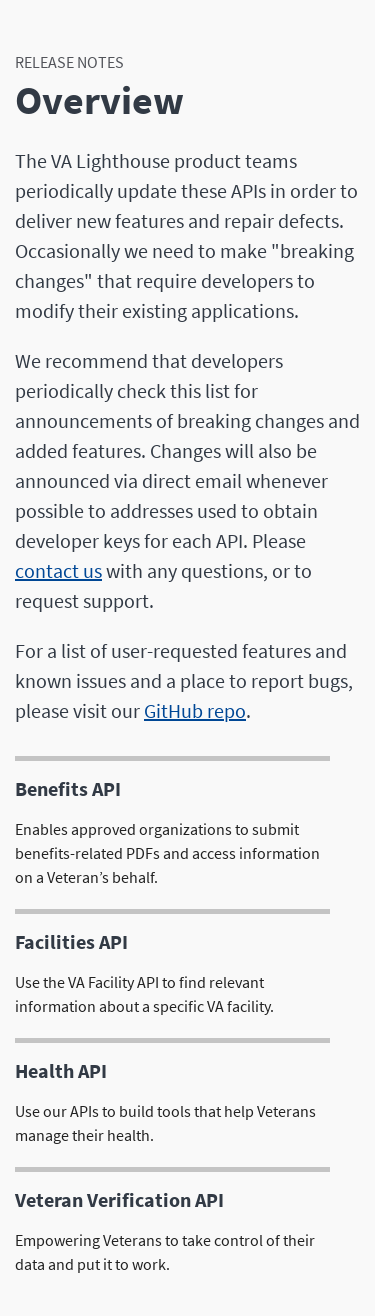 RELEASE NOTES
Overview
The VA Lighthouse product teams
periodically update these APIs in order to
deliver new features and repair defects.
Occasionally we need to make "breaking
changes" that require developers to
modify their existing applications.
We recommend that developers
periodically check this list for
announcements of breaking changes and
added features. Changes will also be
announced via direct email whenever
possible to addresses used to obtain
developer keys for each API. Please
contact us with any questions, or to
request support.
For a list of user-requested features and
known issues and a place to report bugs,
please visit our GitHub repo.
Benefits API
Enables approved organizations to submit
benefits-related PDFs and access information
on a Veteran’s behalf.
Facilities API
Use the VA Facility API to find relevant
information about a specific VA facility.
Health API
Use our APIs to build tools that help Veterans
manage their health.
Veteran Verification API
Empowering Veterans to take control of their
data and put it to work.